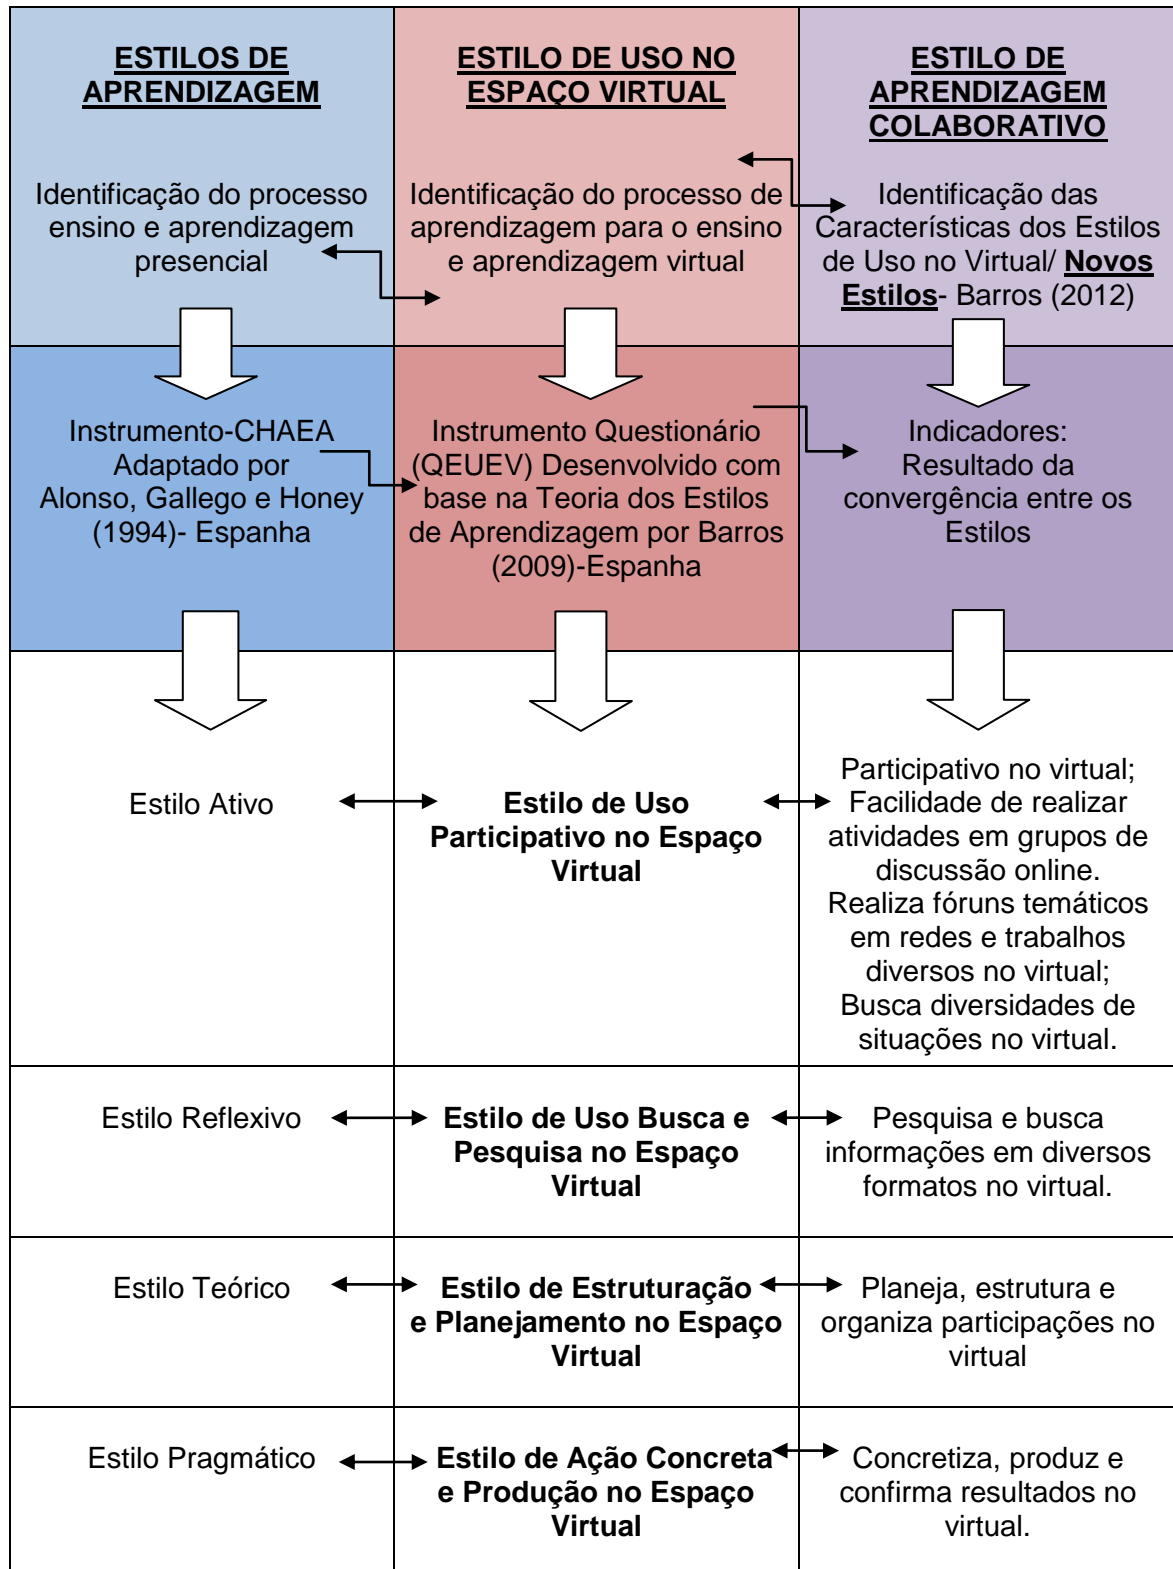 ESTILOS DE
APRENDIZAGEM
Identificação do processo
ensino e aprendizagem
presencial
ESTILO DE USO NO
ESPAÇO VIRTUAL
Identificação do processo de
aprendizagem para o ensino
e aprendizagem virtual
ESTILO DE
APRENDIZAGEM
COLABORATIVO
Identificação das
Características dos Estilos
de Uso no Virtual/ Novos
Estilos- Barros (2012)
Instrumento-CHAEA
Adaptado por
Alonso, Gallego e Honey
(1994)- Espanha
Instrumento Questionário
(QEUEV) Desenvolvido com
base na Teoria dos Estilos
de Aprendizagem por Barros
(2009)-Espanha
Indicadores:
Resultado da
convergência entre os
Estilos
Estilo Ativo
Estilo de Uso
Participativo no Espaço
Virtual
Participativo no virtual;
Facilidade de realizar
atividades em grupos de
discussão online.
Realiza fóruns temáticos
em redes e trabalhos
diversos no virtual;
Busca diversidades de
situações no virtual.
Estilo Reflexivo
Estilo de Uso Busca e
Pesquisa no Espaço
Virtual
Pesquisa e busca
informações em diversos
formatos no virtual.
Estilo Teórico
Estilo de Estruturação
e Planejamento no Espaço
Virtual
Planeja, estrutura e
organiza participações no
virtual
Estilo Pragmático
Estilo de Ação Concreta
e Produção no Espaço
Virtual
Concretiza, produz e
confirma resultados no
virtual.